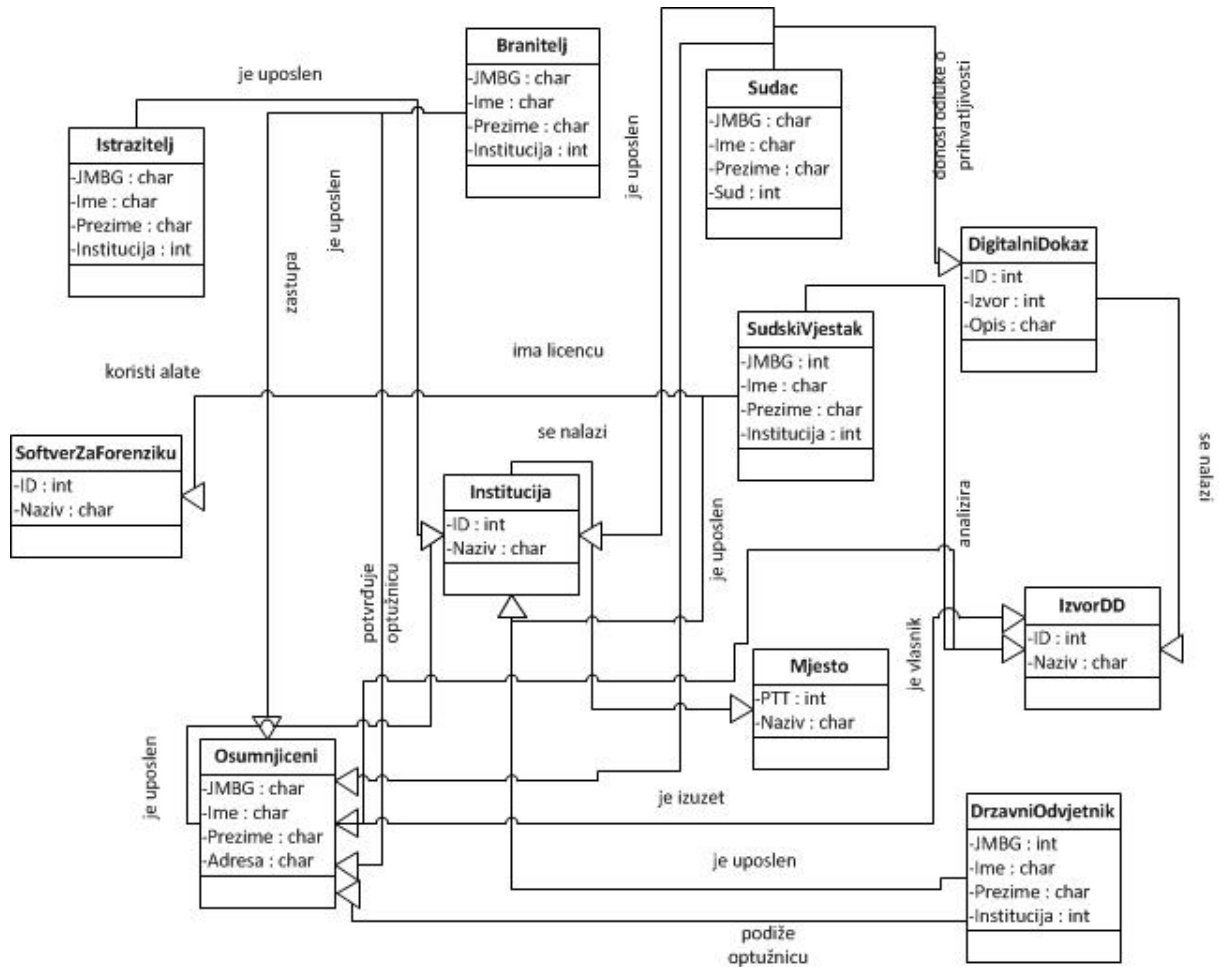 Branitelj
-JMBG : char
-Ime : char
-Prezime : char
-Institucija : int
je uposlen
Istrazitelj
-JMBG : char
-Ime : char
-Prezime : char
-Institucija : int
Sudac
-JMBG : char
-Ime : char
-Prezime : char
-Sud : int
je uposlen
donosi odluke o
prihvatljivosti
je uposlen
zastupa
DigitalniDokaz
-ID : int
-Izvor : int
-Opis : char
SudskiVjestak
-JMBG : int
-Ime : char
-Prezime : char
-Institucija : int
ima licencu
koristi alate
se nalazi
se nalazi
SoftverZaForenziku
-ID : int
-Naziv : char
Institucija
-ID : int
-Naziv : char
je uposlen
analizira
potvrđuje
optužnicu
IzvorDD
-ID : int
-Naziv : char
je vlasnik
Mjesto
-PTT : int
-Naziv : char
je uposlen
Osumnjiceni
-JMBG : char
-Ime : char
-Prezime : char
-Adresa : char
je izuzet
DrzavniOdvjetnik
-JMBG : int
-Ime : char
-Prezime : char
-Institucija : int
je uposlen
podiže
optužnicu